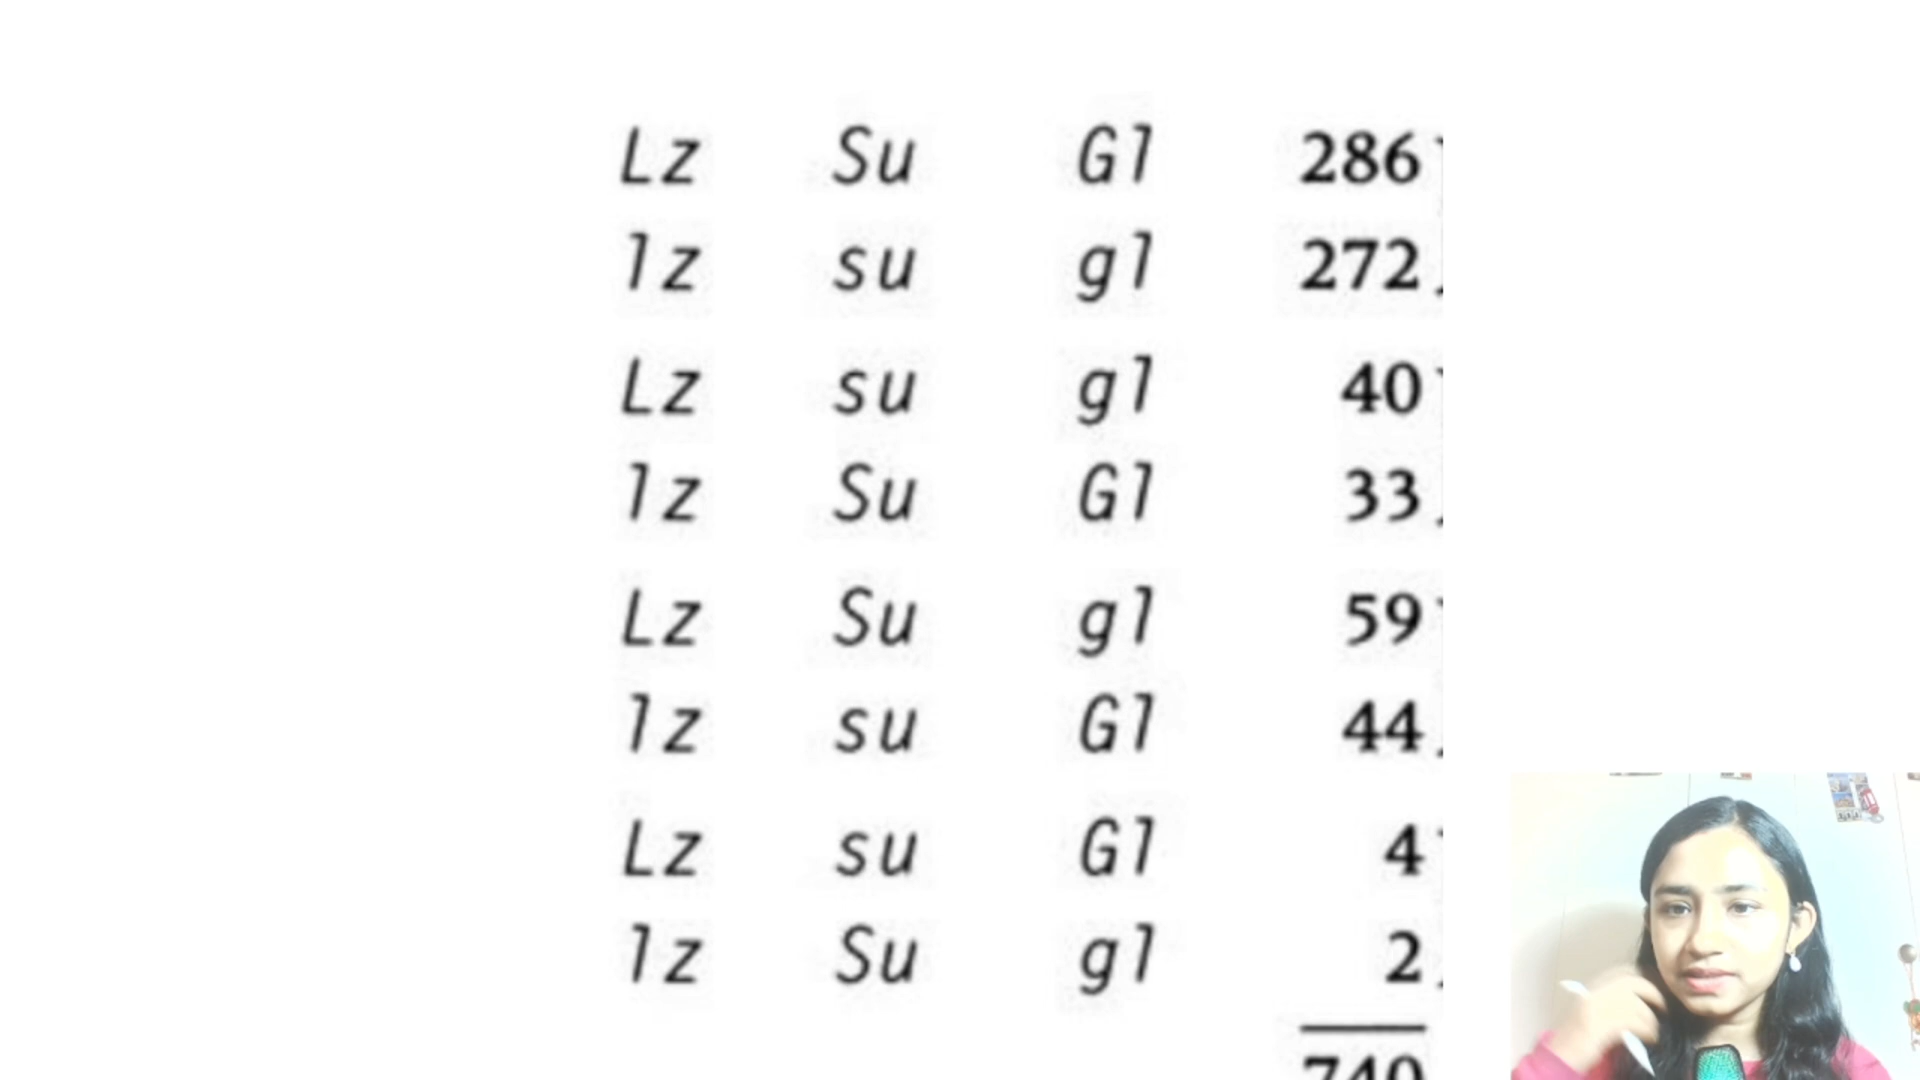 Lz Su Gl 286
lz su gl 272
Lz su gl 40
lz Su Gl 33
Lz Su gl 59
lz su Gl 44
Lz su Gl 4
lz Su gl 2
740